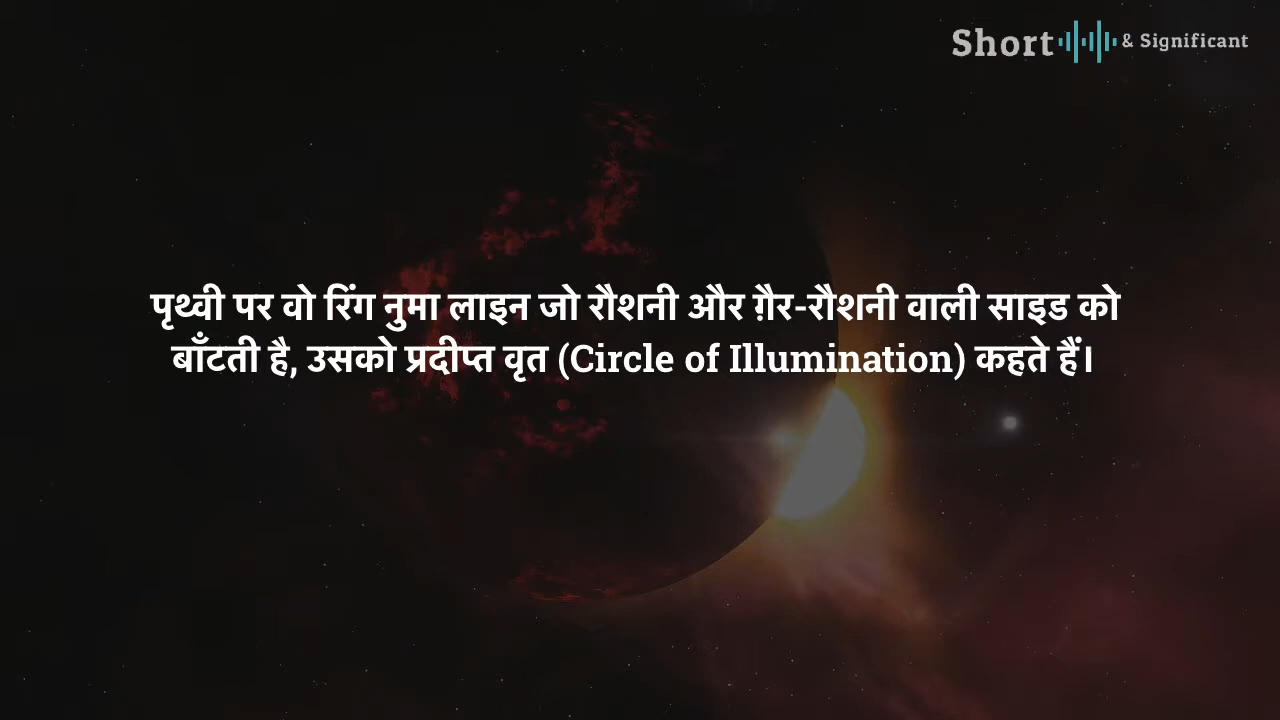 Short & Significant
पृथ्वी पर वो रिंग नुमा लाइन जो रौशनी और ग़ैर-रौशनी वाली साइड को
बाँटती है, उसको प्रदीप्त वृत (Circle of Illumination) कहते हैं।